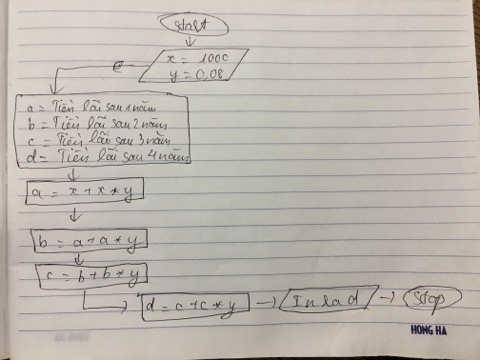 Start
x = 1000
y = 0,08
a = Tiền lãi sau 1 năm
b = Tiền lãi sau 2 năm
c = Tiền lãi sau 3 năm
d = Tiền lãi sau 4 năm
a = x + x * y
b = a + a * y
c = b + b * y
d = c + c * y
In ra d
Stop
HONG HA